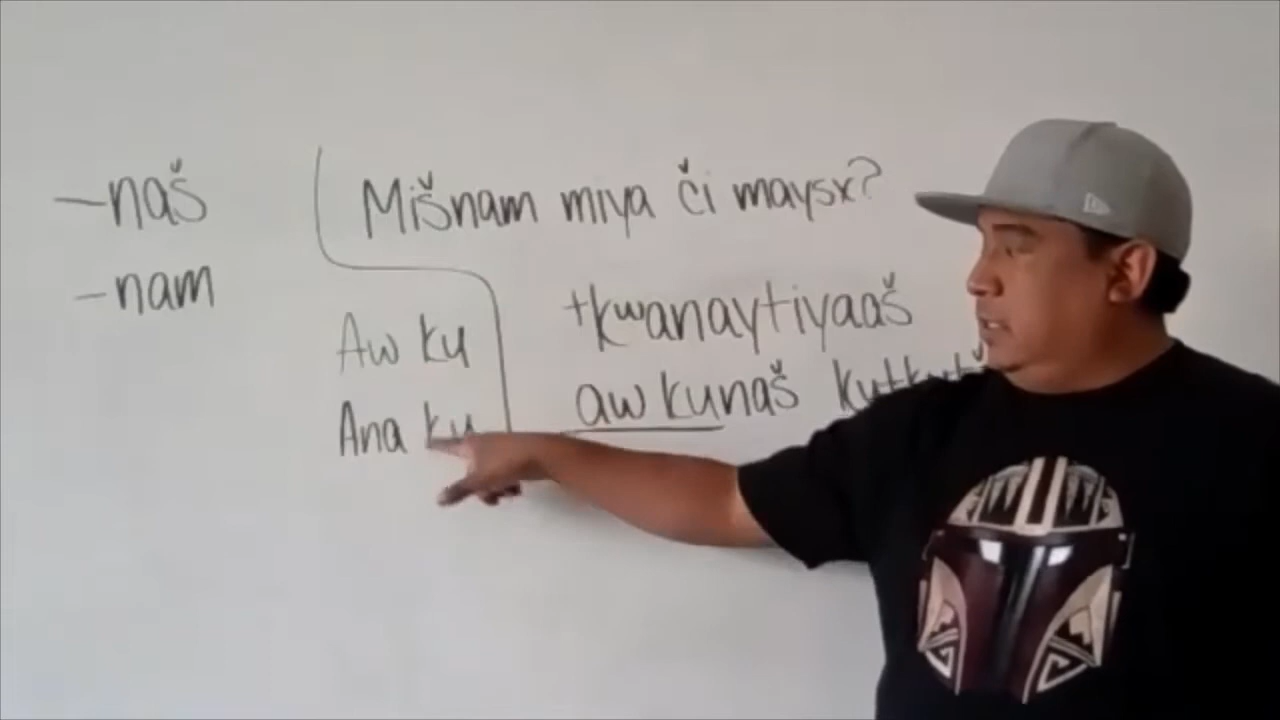 -naš
-nam
Mišnam miya či maysx?
Aw ku
Ana ku
+kʷanaytiyaaš
aw kunaš